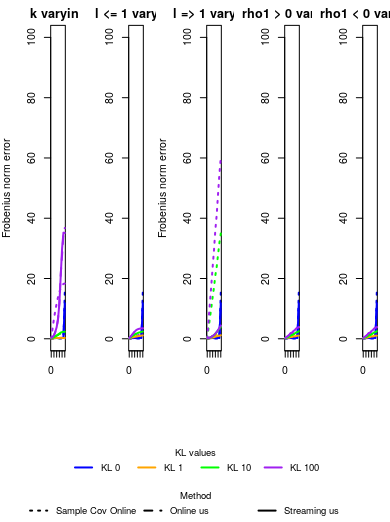 k varyin
l <= 1 vary
l => 1 vary
rho1 > 0 var
rho1 < 0 var
Frobenius norm error
0 20 40 60 80 100
0
0 20 40 60 80 100
0
Frobenius norm error
0 20 40 60 80 100
0
0 20 40 60 80 100
0
0 20 40 60 80 100
0
KL values
KL 0 KL 1 KL 10 KL 100
Method
Sample Cov Online Online us Streaming us